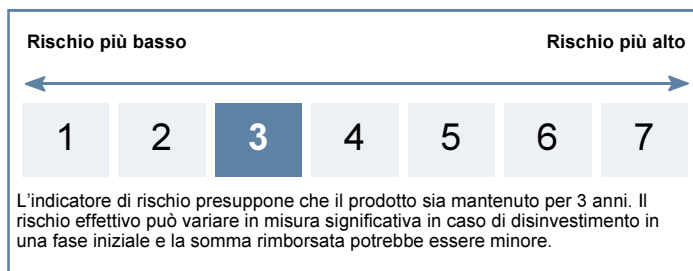 Rischio più basso Rischio più alto
1 2 3 4 5 6 7
L'indicatore di rischio presuppone che il prodotto sia mantenuto per 3 anni. Il
rischio effettivo può variare in misura significativa in caso di disinvestimento in
una fase iniziale e la somma rimborsata potrebbe essere minore.